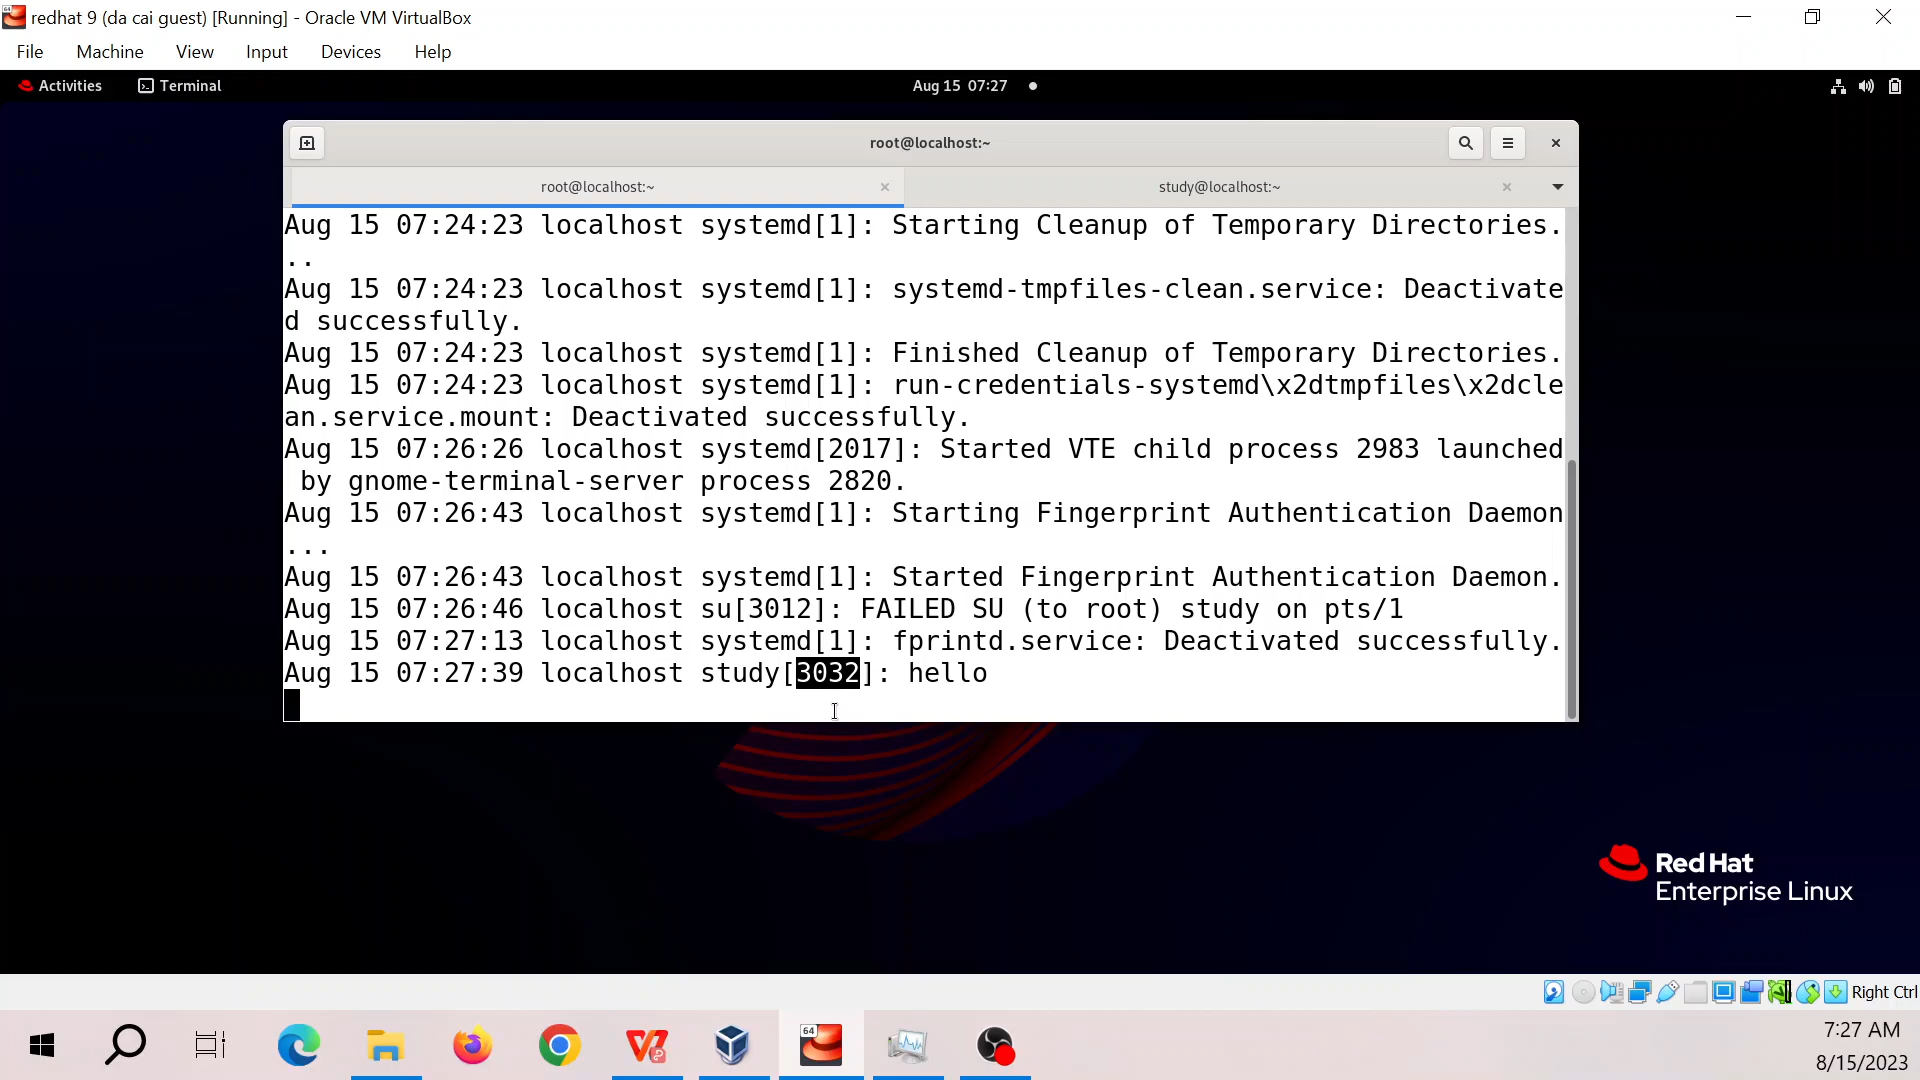 redhat 9 (da cai guest) [Running] - Oracle VM VirtualBox
File Machine View Input Devices Help
Activities Terminal Aug 15 07:27
root@localhost:~
root@localhost:~ study@localhost:~
Aug 15 07:24:23 localhost systemd[1]: Starting Cleanup of Temporary Directories.
..
Aug 15 07:24:23 localhost systemd[1]: systemd-tmpfiles-clean.service: Deactivate
d successfully.
Aug 15 07:24:23 localhost systemd[1]: Finished Cleanup of Temporary Directories.
Aug 15 07:24:23 localhost systemd[1]: run-credentials-systemd\x2dtmpfiles\x2dcle
an.service.mount: Deactivated successfully.
Aug 15 07:26:26 localhost systemd[2017]: Started VTE child process 2983 launched
by gnome-terminal-server process 2820.
Aug 15 07:26:43 localhost systemd[1]: Starting Fingerprint Authentication Daemon
...
Aug 15 07:26:43 localhost systemd[1]: Started Fingerprint Authentication Daemon.
Aug 15 07:26:46 localhost su[3012]: FAILED SU (to root) study on pts/1
Aug 15 07:27:13 localhost systemd[1]: fprintd.service: Deactivated successfully.
Aug 15 07:27:39 localhost study[3032]: hello
Red Hat
Enterprise Linux
Right Ctrl
64
7:27 AM
8/15/2023